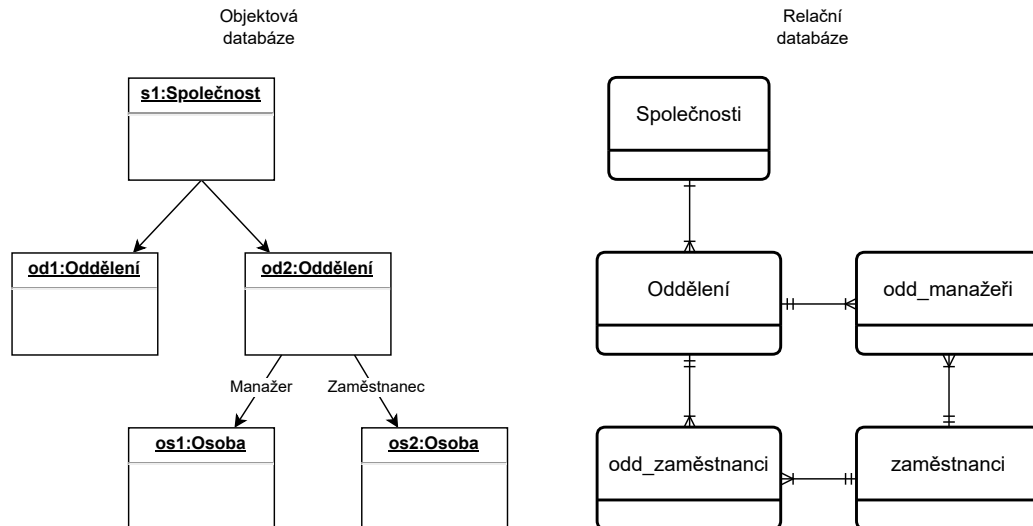 Objektová
databáze
s1:Společnost
od1:Oddělení
od2:Oddělení
Manažer
Zaměstnanec
os1:Osoba
os2:Osoba
Relační
databáze
Společnosti
Oddělení
odd_manažeři
odd_zaměstnanci
zaměstnanci